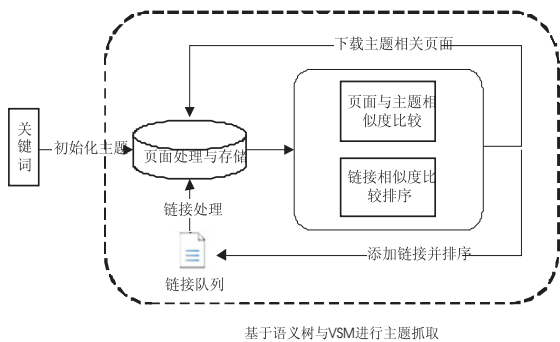 下载主题相关页面
关
键
词
初始化主题
页面处理与存储
页面与主题相
似度比较
链接相似度比
较排序
链接处理
添加链接并排序
链接队列
基于语义树与VSM进行主题抓取